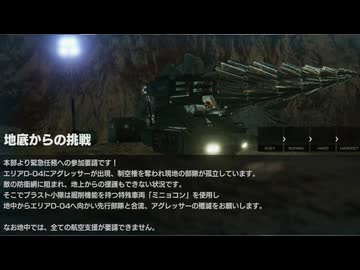 地底からの挑戦
EASY NORMAL HARD HARDEST
本部より緊急任務への参加要請です！
エリアD-04にアグレッサーが出現、制空権を奪われ現地の部隊が孤立しています。
敵の防衛網に阻まれ、地上からの援護もできない状況です。
そこでブラスト小隊は掘削機能を持つ特殊車両「ミニョコン」を使用し
地中からエリアD-04へ向かい先行部隊と合流、アグレッサーの殲滅をお願いします。
なお地中では、全ての航空支援が要請できません。